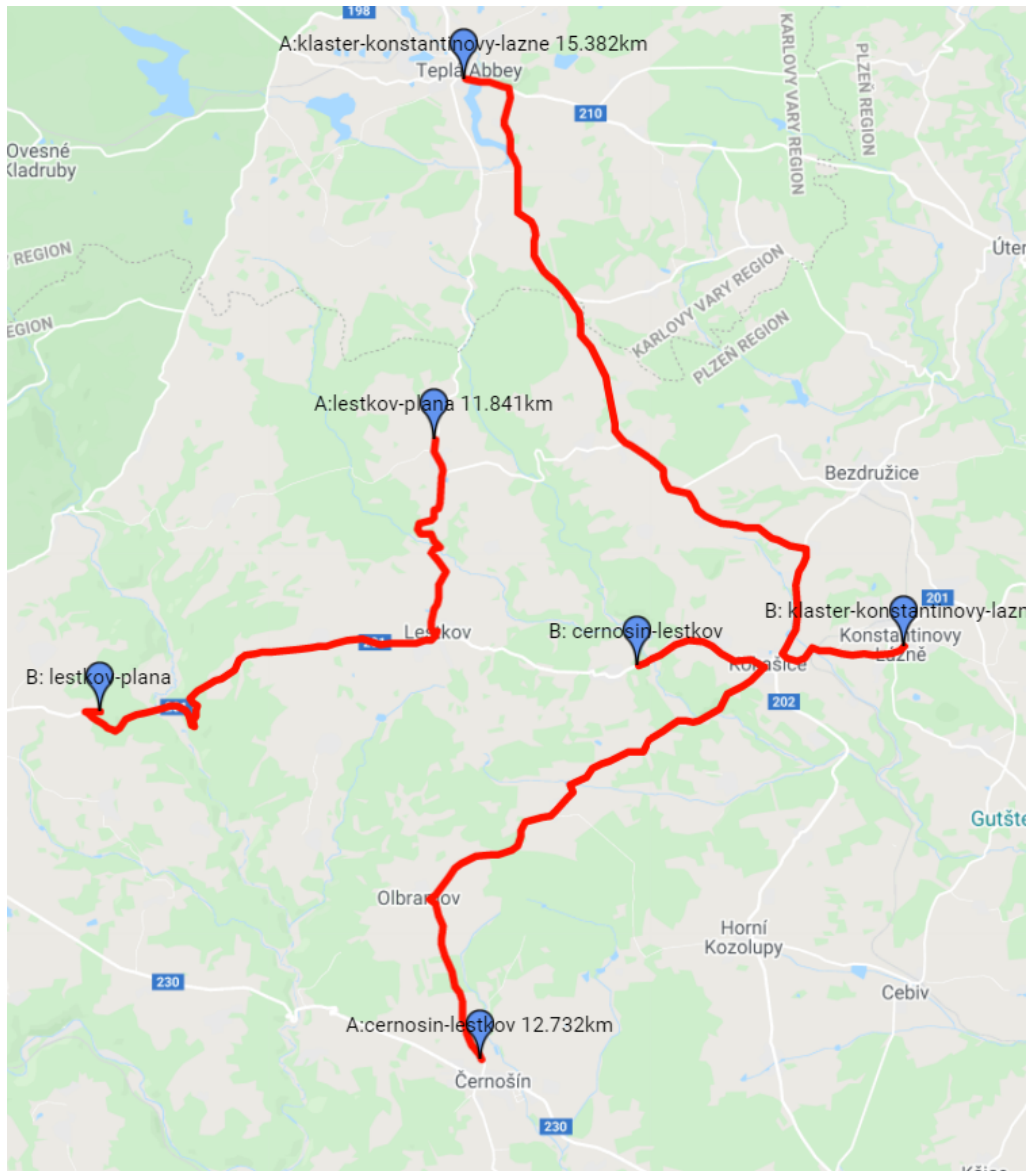 198
A:klaster-konstantinovy-lazne 15.382km
Tepla Abbey
210
KARLOVY VARY REGION
PLZEŇ REGION
Ovesné
Kladruby
Y REGION
EGION
Úter
KARLOVY VARY REGION
PLZEŇ REGION
A:lestkov-plana 11.841km
Bezdružice
201
B: klaster-konstantinovy-lazn
Konstantinovy
Lázně
B: cernosin-lestkov
Lestkov
Kokašice
B: lestkov-plana
202
Gutšte
Olbramov
Horní
Kozolupy
230
Cebiv
A:cernosin-lestkov 12.732km
Černošín
230